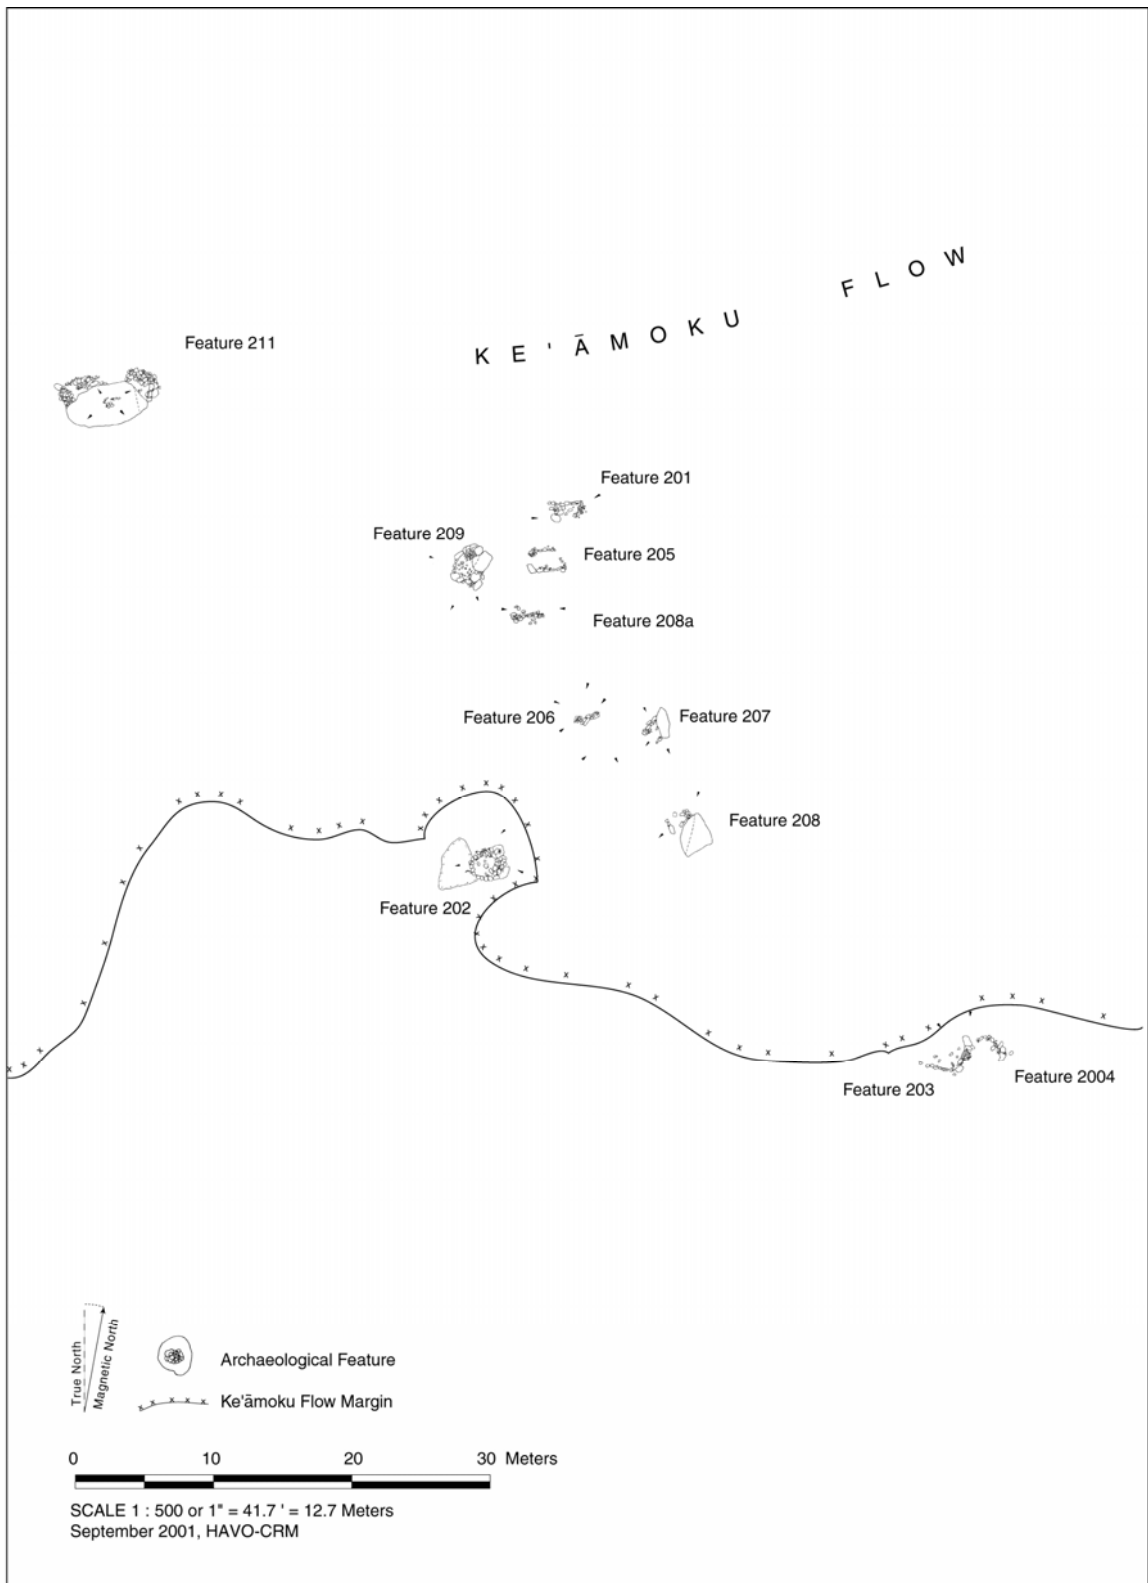 KE'ĀMOKU FLOW
Feature 211
Feature 201
Feature 209
Feature 205
Feature 208a
Feature 206
Feature 207
Feature 208
Feature 202
Feature 203
Feature 2004
True North
Magnetic North
Archaeological Feature
Ke'āmoku Flow Margin
0 10 20 30 Meters
SCALE 1 : 500 or 1" = 41.7 ' = 12.7 Meters
September 2001, HAVO-CRM